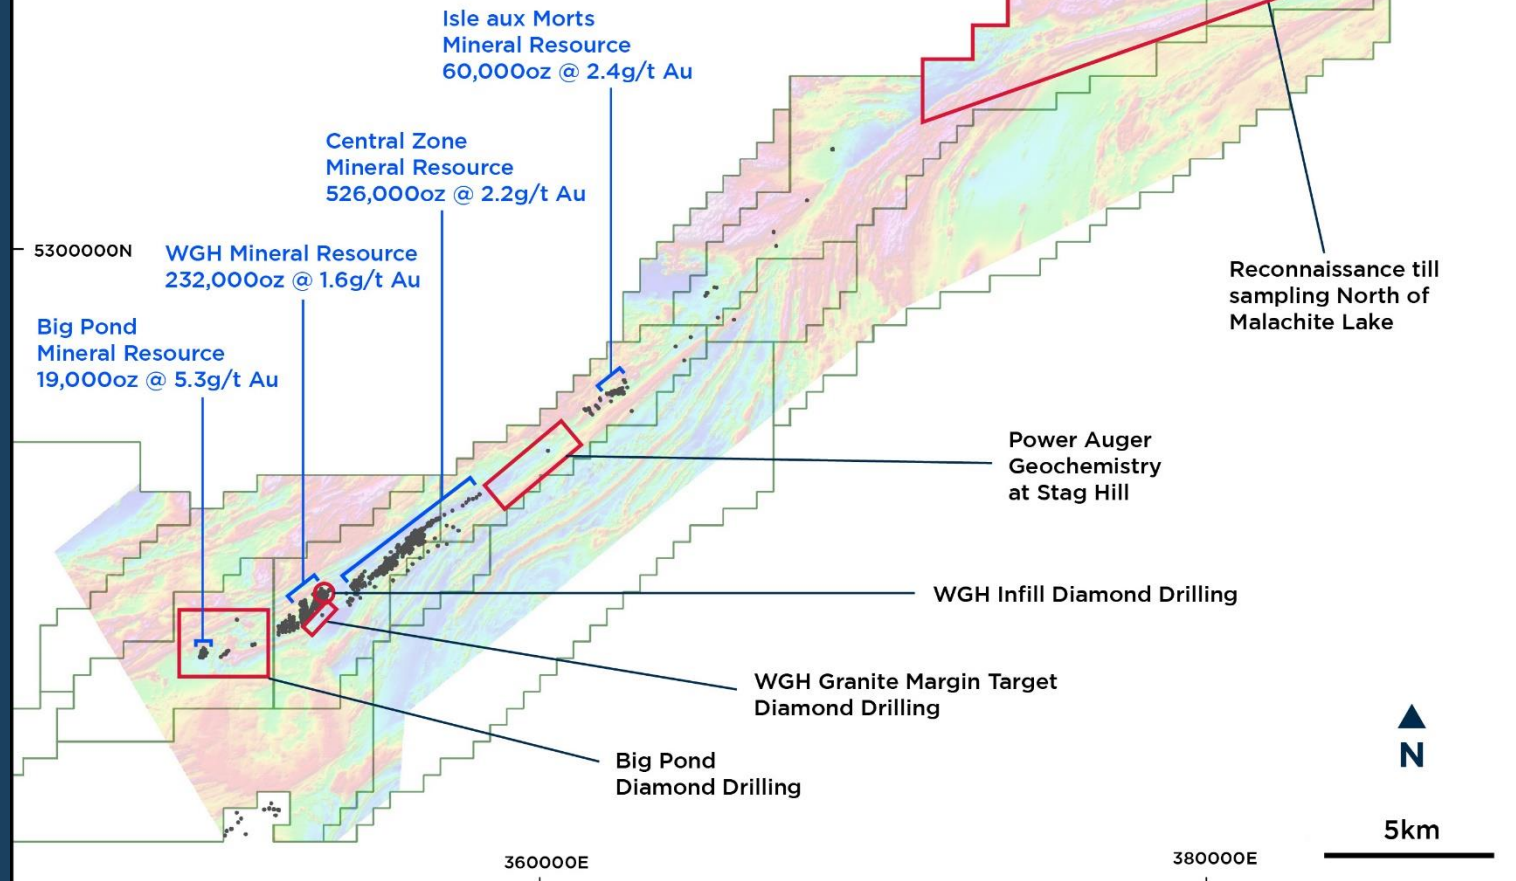 Isle aux Morts
Mineral Resource
60,000oz @ 2.4g/t Au
Central Zone
Mineral Resource
526,000oz @ 2.2g/t Au
5300000N
WGH Mineral Resource
232,000oz @ 1.6g/t Au
Reconnaissance till
sampling North of
Malachite Lake
Big Pond
Mineral Resource
19,000oz @ 5.3g/t Au
Power Auger
Geochemistry
at Stag Hill
WGH Infill Diamond Drilling
WGH Granite Margin Target
Diamond Drilling
Big Pond
Diamond Drilling
N
5km
360000E
380000E